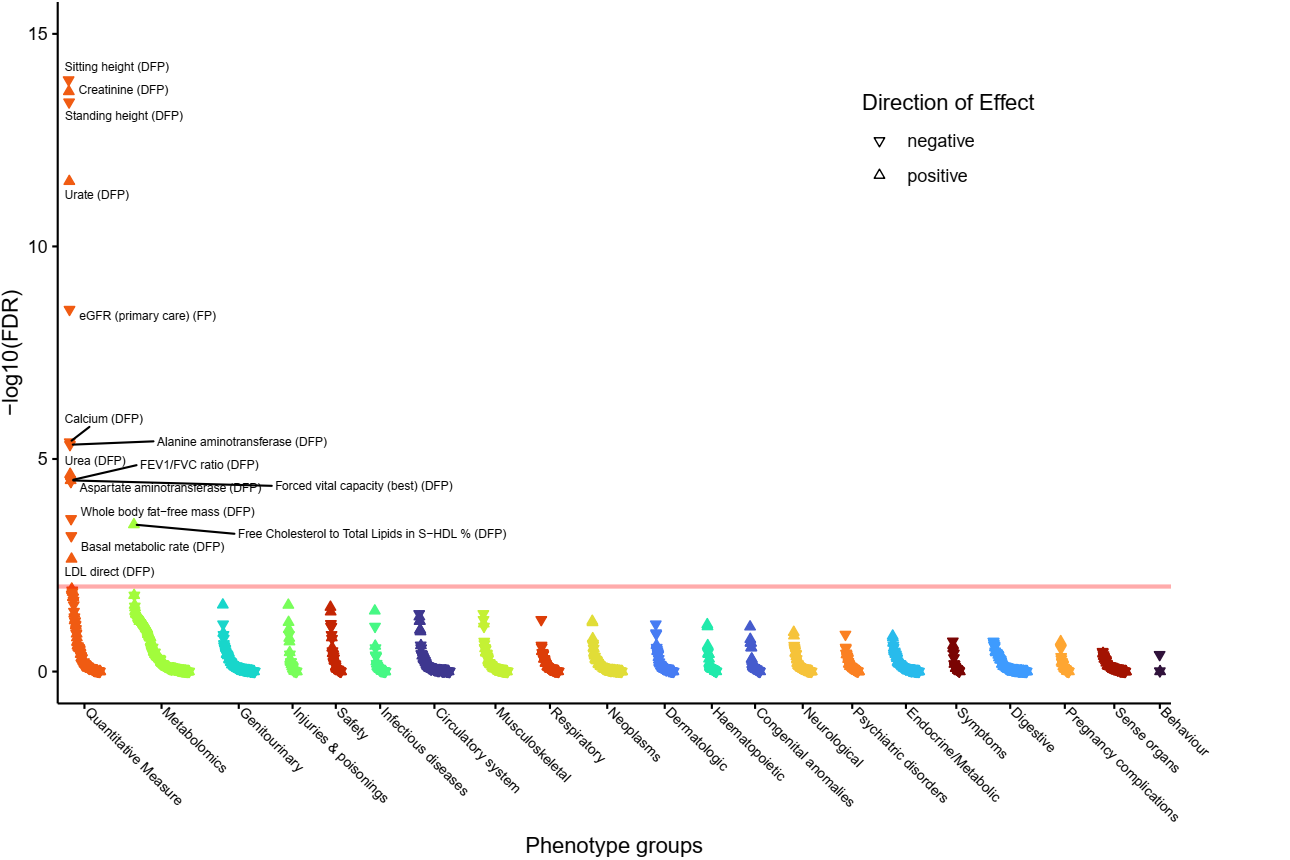 15
Sitting height (DFP)
Creatinine (DFP)
Standing height (DFP)
Direction of Effect
negative
positive
Urate (DFP)
10
eGFR (primary care) (FP)
−log10(FDR)
Calcium (DFP)
Alanine aminotransferase (DFP)
5
Urea (DFP)
FEV1/FVC ratio (DFP)
Aspartate aminotransferase (DFP)
Forced vital capacity (best) (DFP)
Whole body fat−free mass (DFP)
Free Cholesterol to Total Lipids in S−HDL % (DFP)
Basal metabolic rate (DFP)
LDL direct (DFP)
0
Quantitative Measure
Metabolomics
Genitourinary
Injuries & poisonings
Safety
Infectious diseases
Circulatory system
Musculoskeletal
Respiratory
Neoplasms
Dermatologic
Haematopoietic
Congenital anomalies
Neurological
Psychiatric disorders
Endocrine/Metabolic
Symptoms
Digestive
Pregnancy complications
Sense organs
Behaviour
Phenotype groups